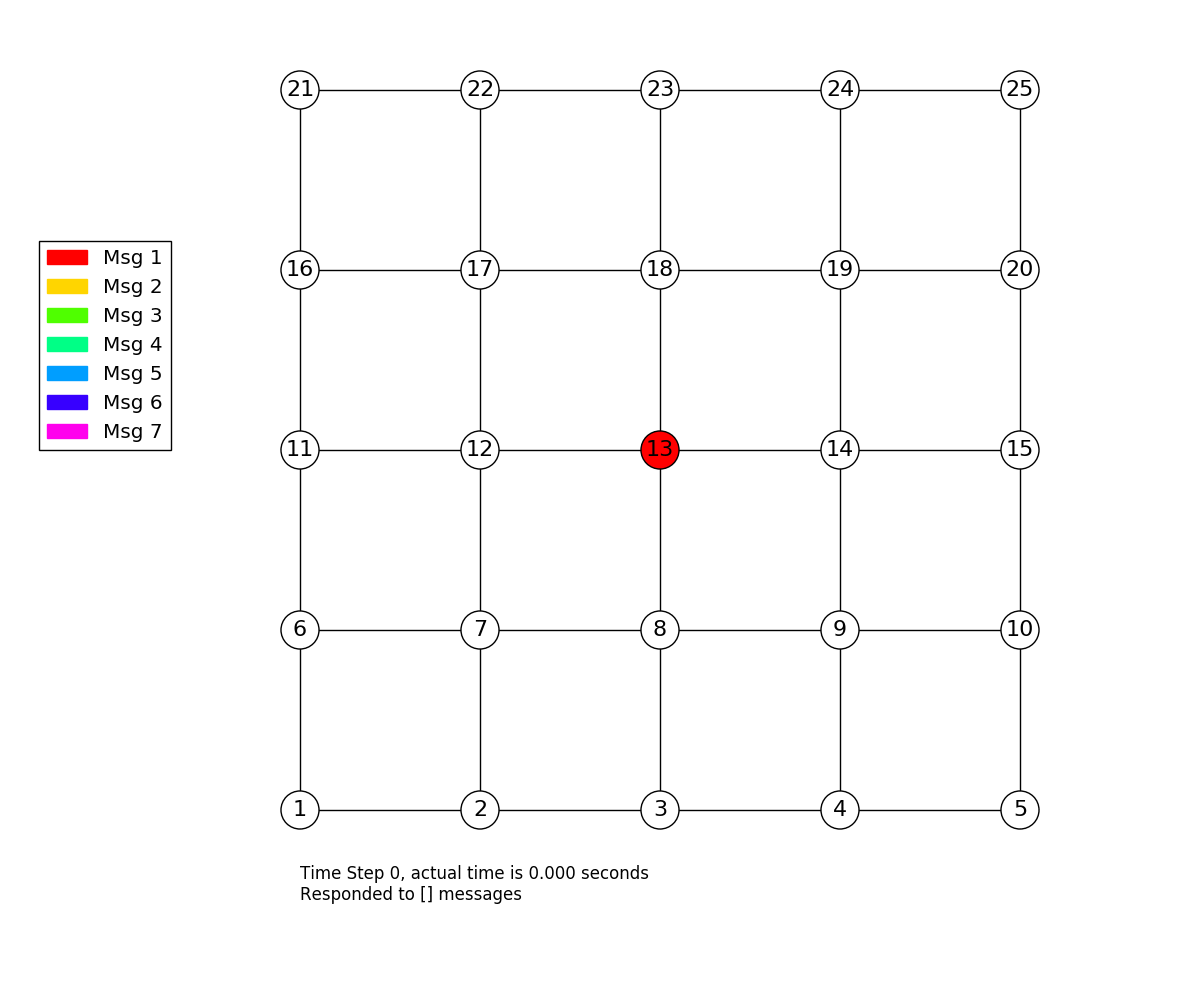 21 22 23 24 25
Msg 1
16 17 18 19 20
Msg 2
Msg 3
Msg 4
Msg 5
Msg 6
Msg 7
11 12 13 14 15
6 7 8 9 10
1 2 3 4 5
Time Step 0, actual time is 0.000 seconds
Responded to [] messages